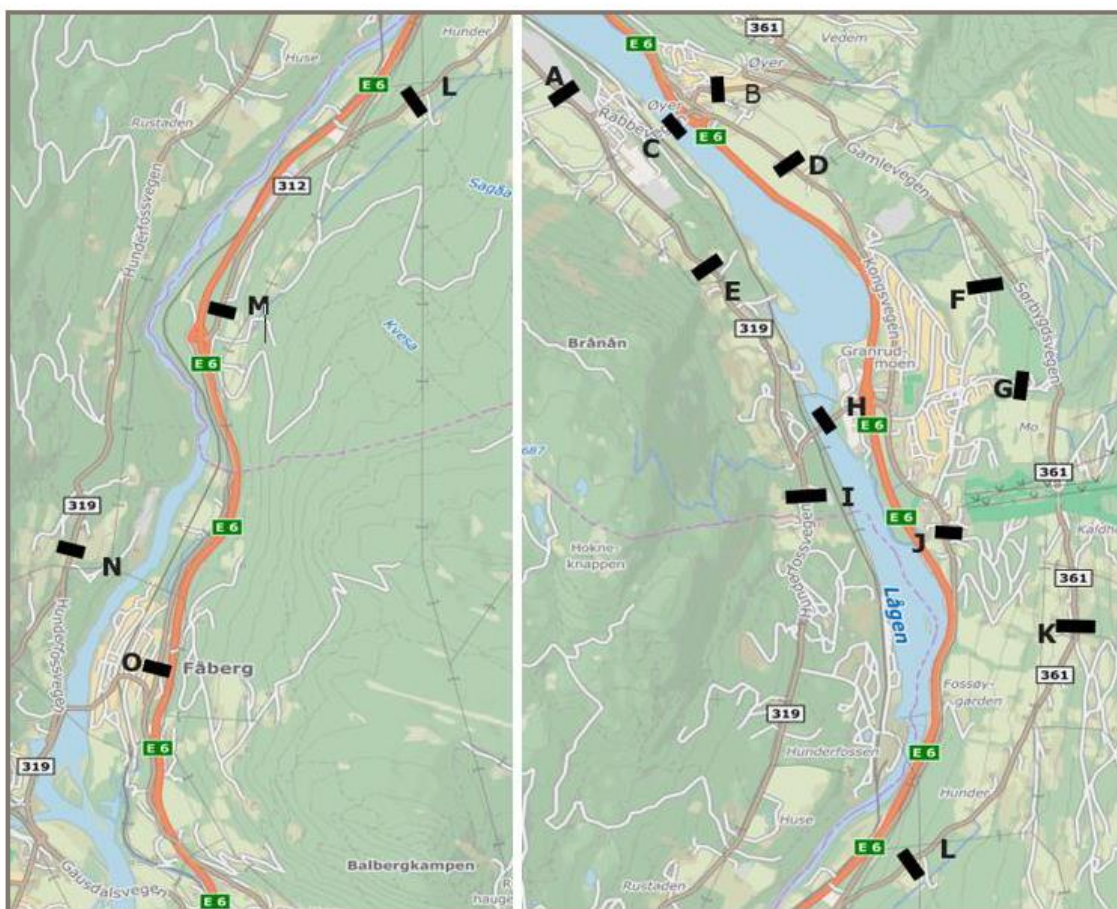 Hunder
Huse
E 6
L
Rustaden
312
Sagåa
Hunderfossvegen
M
Kvesa
E 6
E 6
319
N
Hunderfossvegen
O
Fåberg
E 6
319
Gausdalsvegen
Balbergkampen
E 6
361
Vedem
E 6
Øyer
A
B
Øyer
E 6
C
D
Gamlevegen
E
Kongsvegen
F
Sørbygdsvegen
319
Brånån
Granrud-
moen
G
H
E 6
Mo
687
361
I
E 6
J
Hokne-
knappen
Lågen
361
K
361
Fossøy-
garden
319
Hunderfossen
E 6
Hunder
Huse
E 6
L
Rustaden